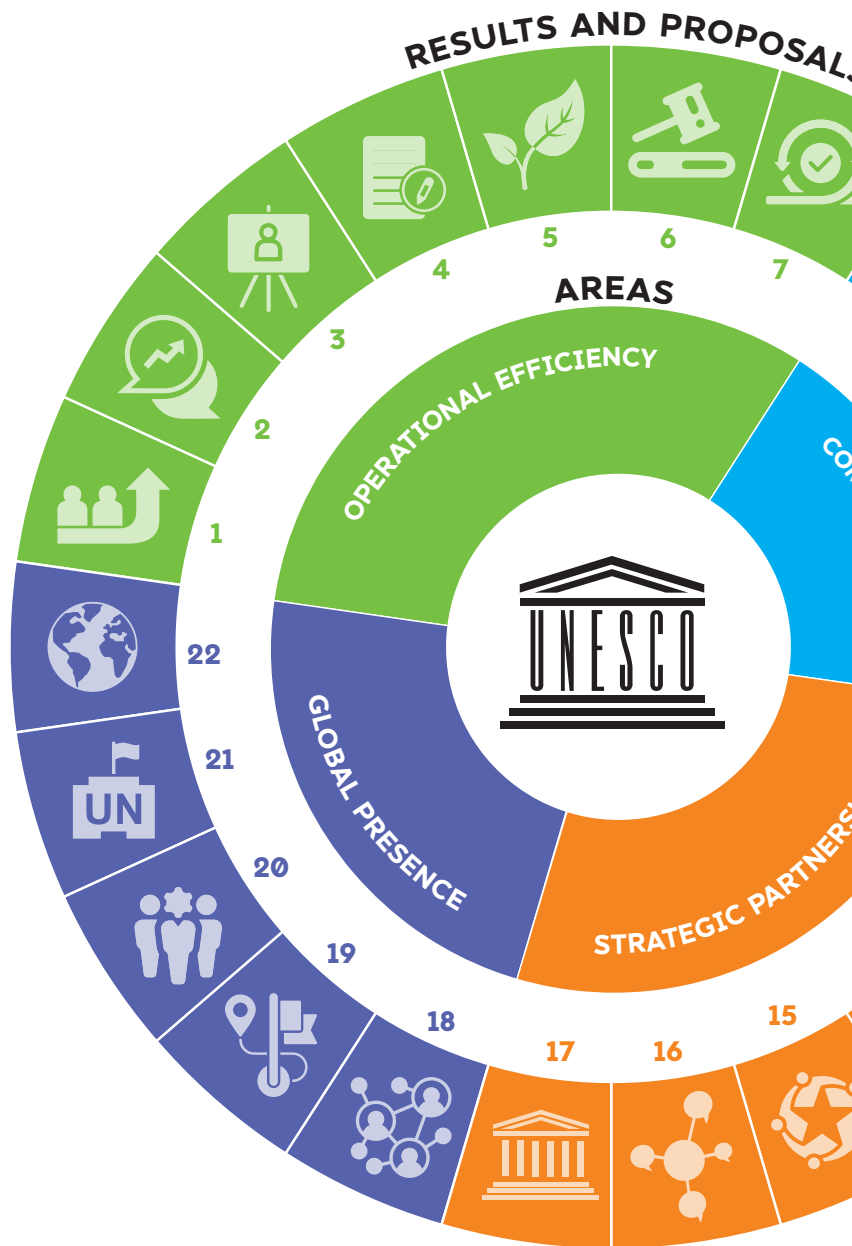 RESULTS AND PROPOSALS
5
6
4
7
AREAS
3
OPERATIONAL EFFICIENCY
2
1
UNESCO
22
GLOBAL PRESENCE
21
UN
STRATEGIC PARTNERS
20
19
18
15
17
16